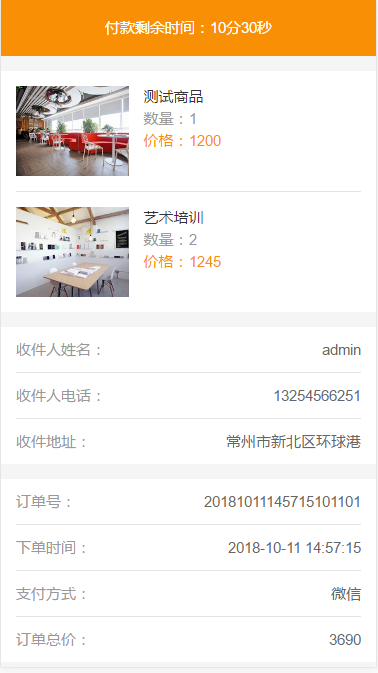 付款剩余时间：10分30秒
测试商品
数量：1
价格：1200
艺术培训
数量：2
价格：1245
收件人姓名： admin
收件人电话： 13254566251
收件地址： 常州市新北区环球港
订单号： 20181011145715101101
下单时间： 2018-10-11 14:57:15
支付方式： 微信
订单总价： 3690